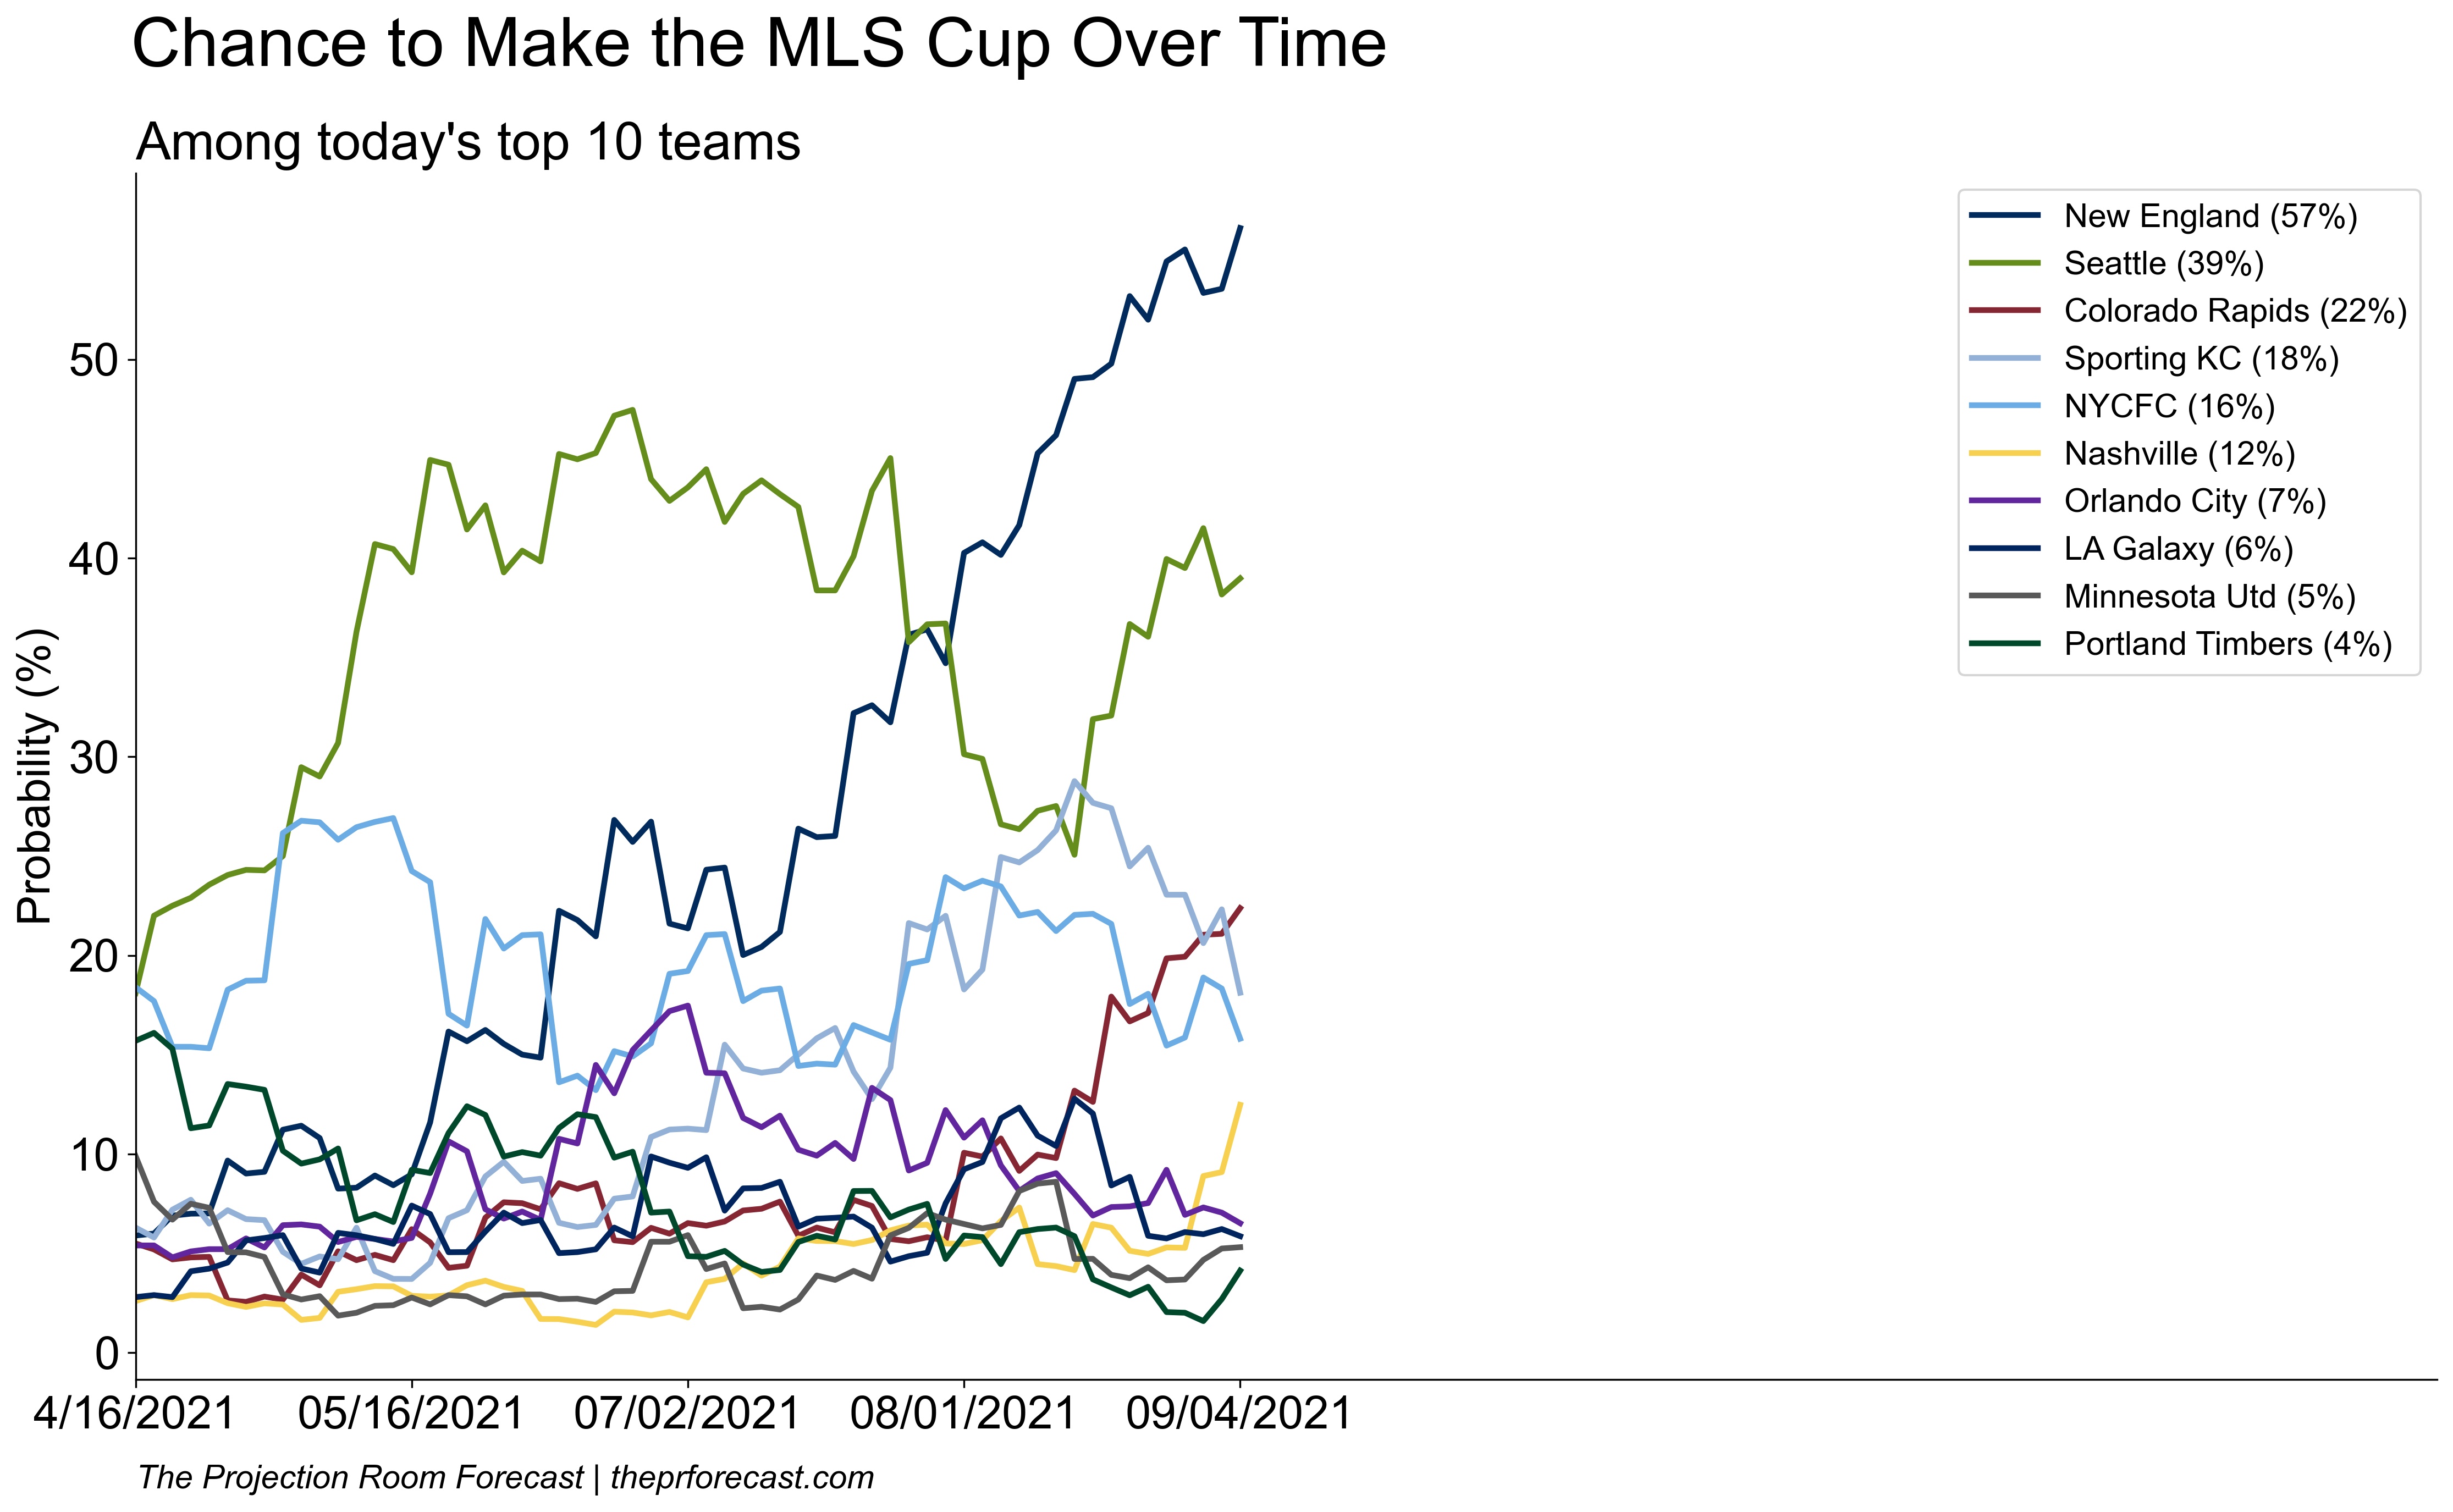 Chance to Make the MLS Cup Over Time
Among today's top 10 teams
New England (57%)
Seattle (39%)
Colorado Rapids (22%)
Sporting KC (18%)
NYCFC (16%)
Nashville (12%)
Orlando City (7%)
LA Galaxy (6%)
Minnesota Utd (5%)
Portland Timbers (4%)
Probability (%)
50
40
30
20
10
0
4/16/2021 05/16/2021 07/02/2021 08/01/2021 09/04/2021
The Projection Room Forecast | theprforecast.com